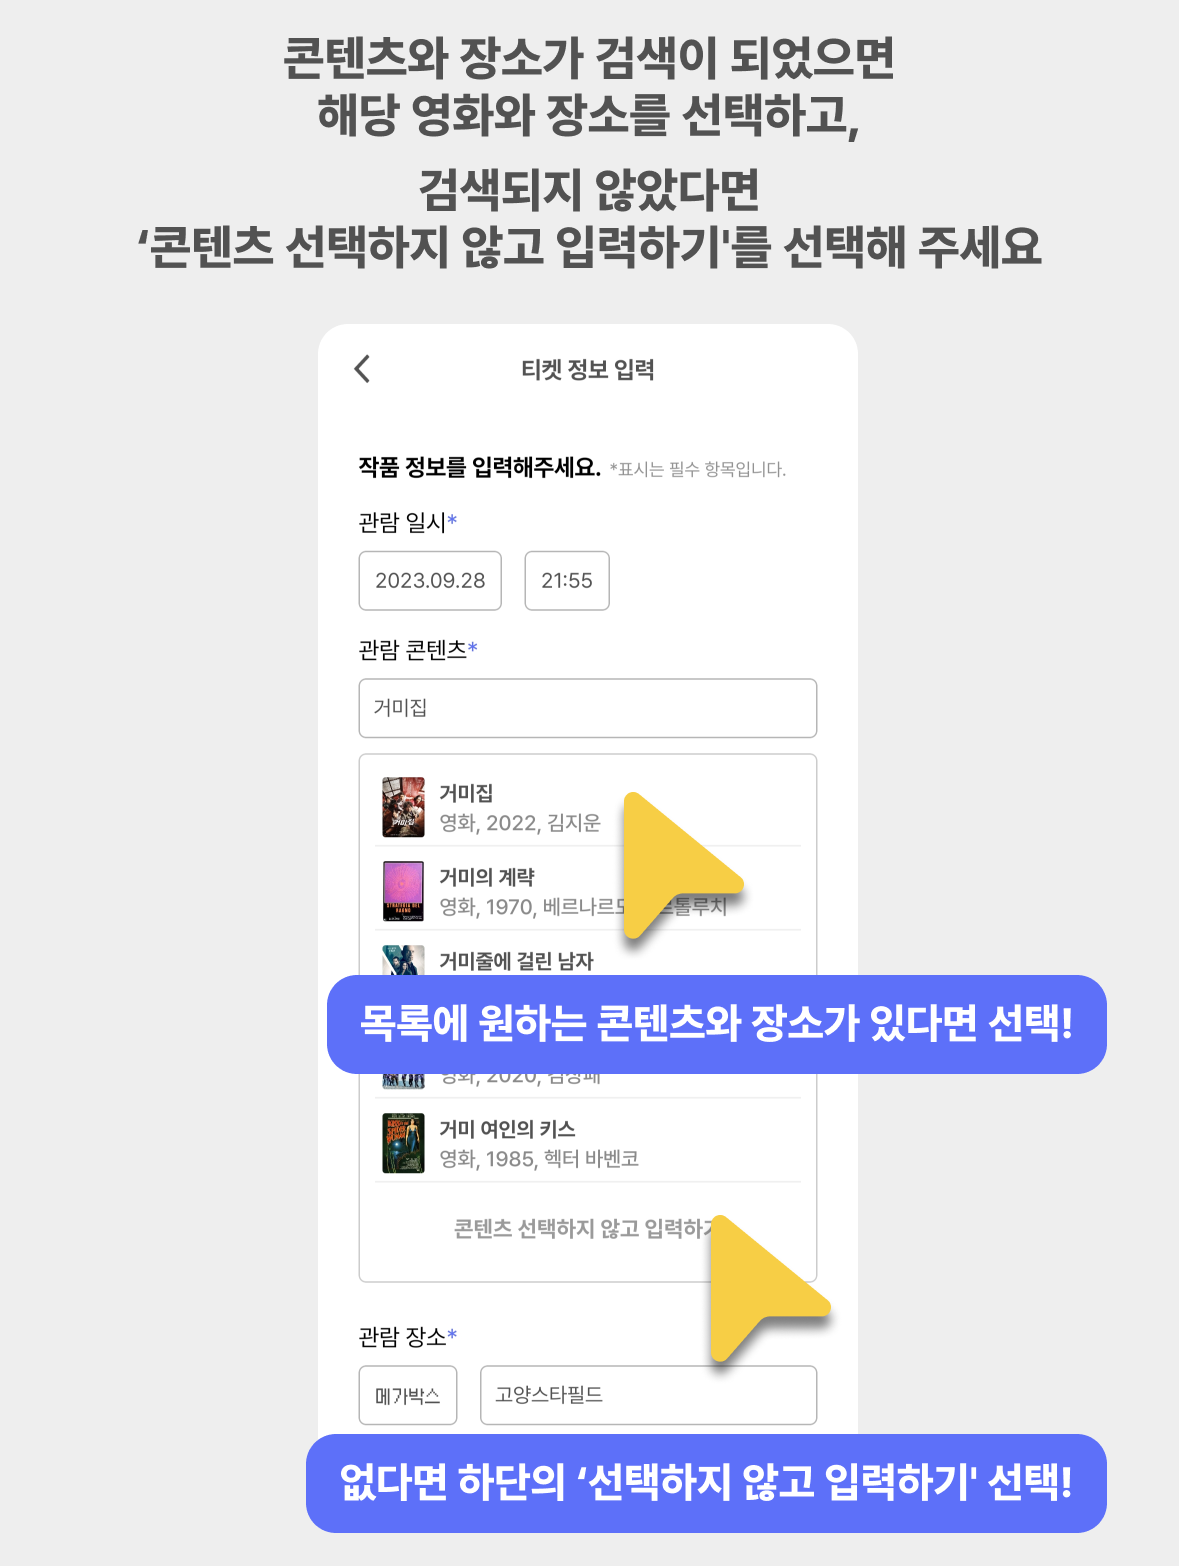 콘텐츠와 장소가 검색이 되었으면
해당 영화와 장소를 선택하고,
검색되지 않았다면
‘콘텐츠 선택하지 않고 입력하기'를 선택해 주세요
티켓 정보 입력
작품 정보를 입력해주세요. *표시는 필수 항목입니다.
관람 일시*
2023.09.28 21:55
관람 콘텐츠*
거미집
거미집
영화, 2022, 김지운
거미의 계략
영화, 1970,
거미줄에 걸린 남자
목록에 원하는 콘텐츠와 장소가 있다면 선택!
영화, 2020,
거미 여인의 키스
영화, 1985, 헥터 바벤코
콘텐츠 선택하지 않고 입력하기
관람 장소*
메가박스 고양스타필드
없다면 하단의 ‘선택하지 않고 입력하기' 선택!